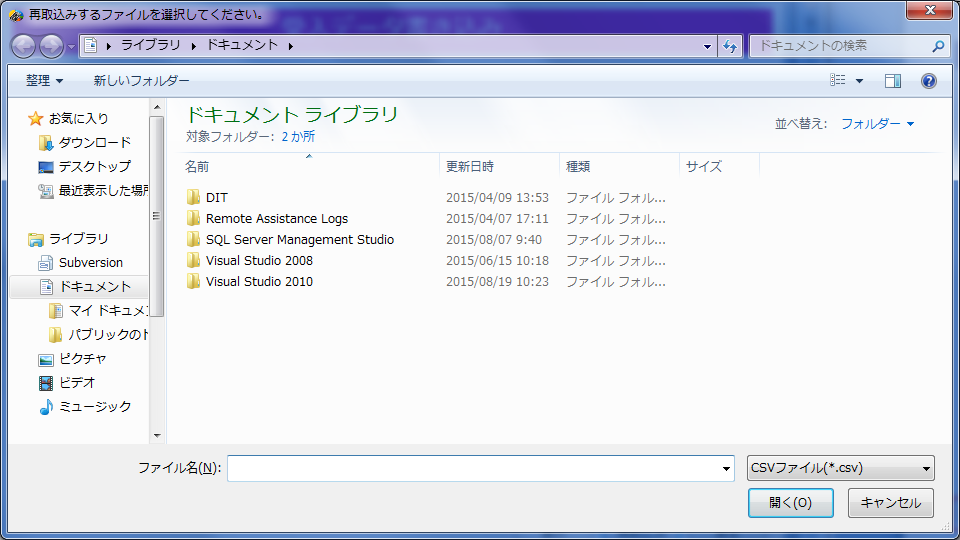 再取込みするファイルを選択してください。
ライブラリ ドキュメント
ドキュメントの検索
整理 新しいフォルダー
お気に入り
ダウンロード
デスクトップ
最近表示した場所
ライブラリ
Subversion
ドキュメント
マイ ドキュメン
パブリックのド
ピクチャ
ビデオ
ミュージック
ドキュメント ライブラリ
対象フォルダー: 2 か所
並べ替え: フォルダー
名前 更新日時 種類 サイズ
DIT 2015/04/09 13:53 ファイル フォル...
Remote Assistance Logs 2015/04/07 17:11 ファイル フォル...
SQL Server Management Studio 2015/08/07 9:40 ファイル フォル...
Visual Studio 2008 2015/06/15 10:18 ファイル フォル...
Visual Studio 2010 2015/08/19 10:23 ファイル フォル...
ファイル名(N): CSVファイル(*.csv)
開く(O) キャンセル